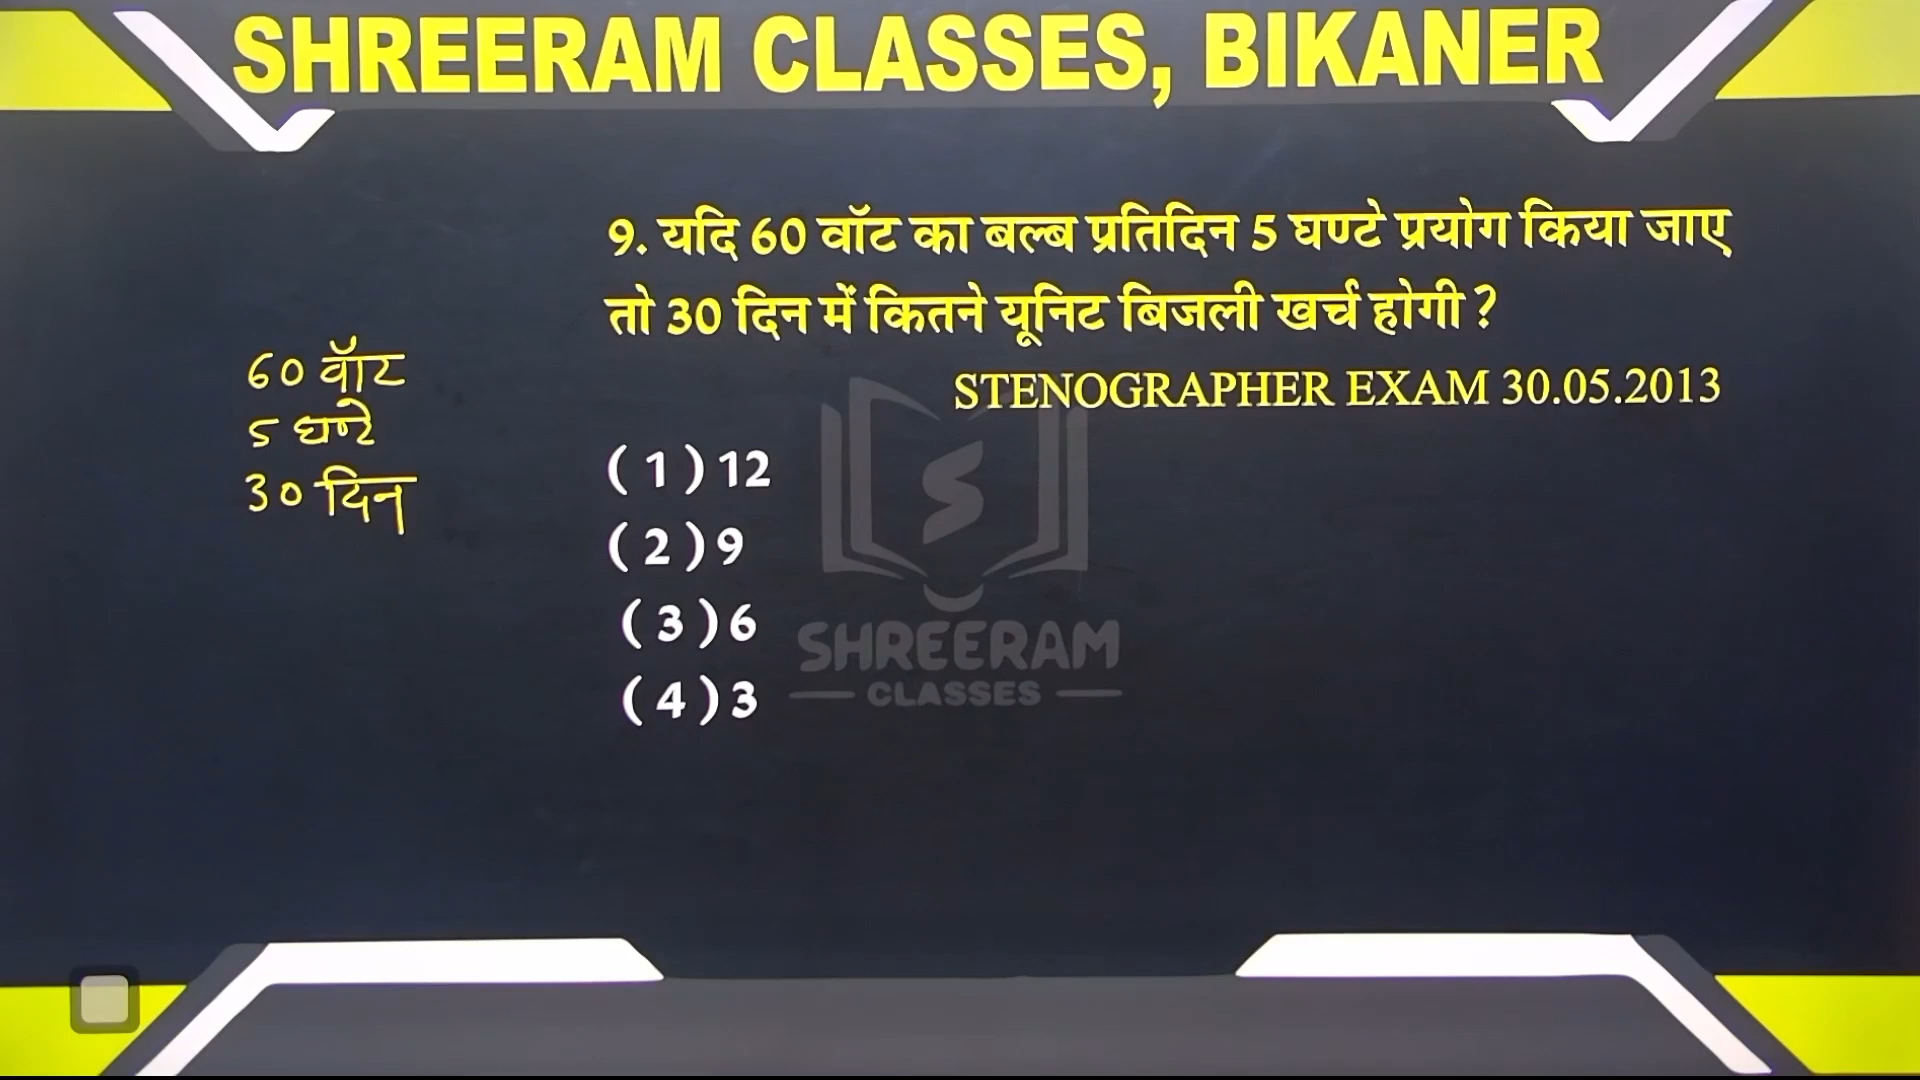 SHREERAM CLASSES, BIKANER
9. यदि 60 वॉट का बल्ब प्रतिदिन 5 घण्टे प्रयोग किया जाए
तो 30 दिन में कितने यूनिट बिजली खर्च होगी ?
STENOGRAPHER EXAM 30.05.2013
60 वॉट
5 घण्टे
30 दिन
( 1 ) 12
( 2 ) 9
( 3 ) 6
( 4 ) 3
SHREERAM
CLASSES